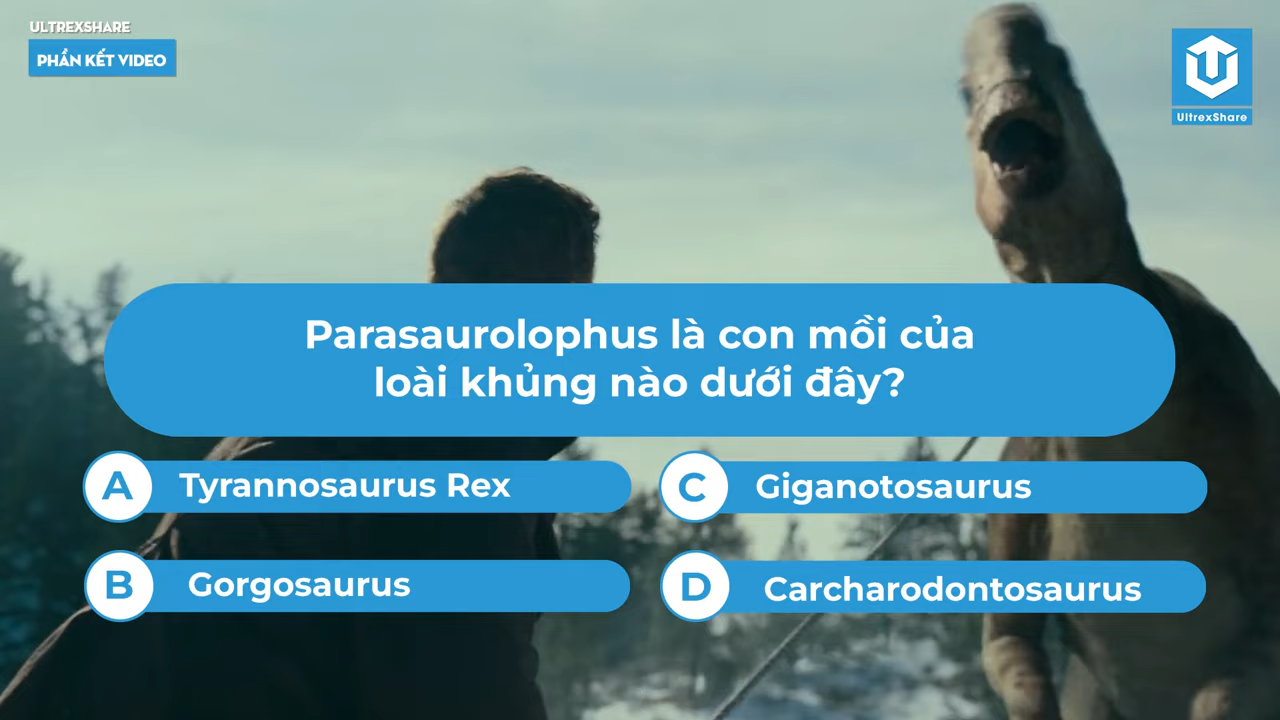 ULTREXSHARE
PHẦN KẾT VIDEO
UltrexShare
Parasaurolophus là con mồi của
loài khủng nào dưới đây?
A Tyrannosaurus Rex
C Giganotosaurus
B Gorgosaurus
D Carcharodontosaurus